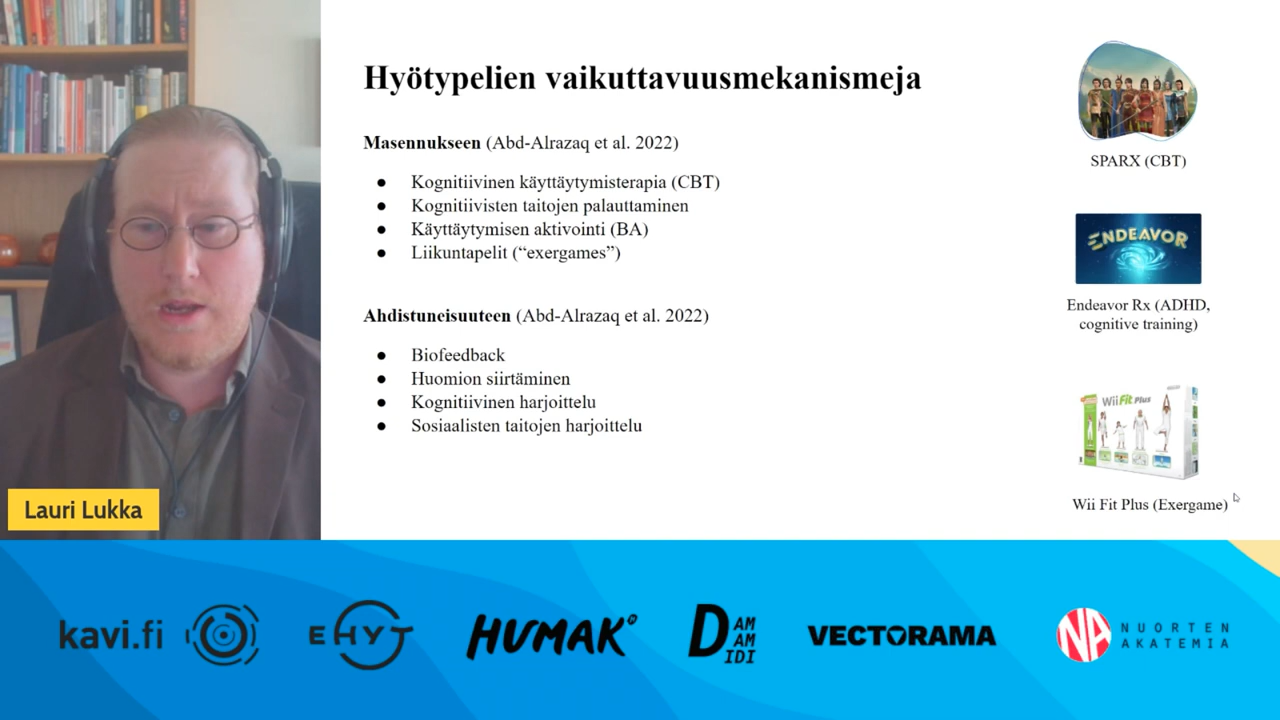 Hyötypelien vaikuttavuusmekanismeja
Masennukseen (Abd-Alrazaq et al. 2022)
● Kognitiivinen käyttäytymisterapia (CBT)
● Kognitiivisten taitojen palauttaminen
● Käyttäytymisen aktivointi (BA)
● Liikuntapelit (“exergames”)
Ahdistuneisuuteen (Abd-Alrazaq et al. 2022)
● Biofeedback
● Huomion siirtäminen
● Kognitiivinen harjoittelu
● Sosiaalisten taitojen harjoittelu
SPARX (CBT)
ENDEAVOR
Endeavor Rx (ADHD,
cognitive training)
Wii Fit Plus
Wii Fit Plus (Exergame)
Lauri Lukka
kavi.fi
EHYT
HUMAK
DAMAMIDI
VECTORAMA
NA NUORTEN
AKATEMIA